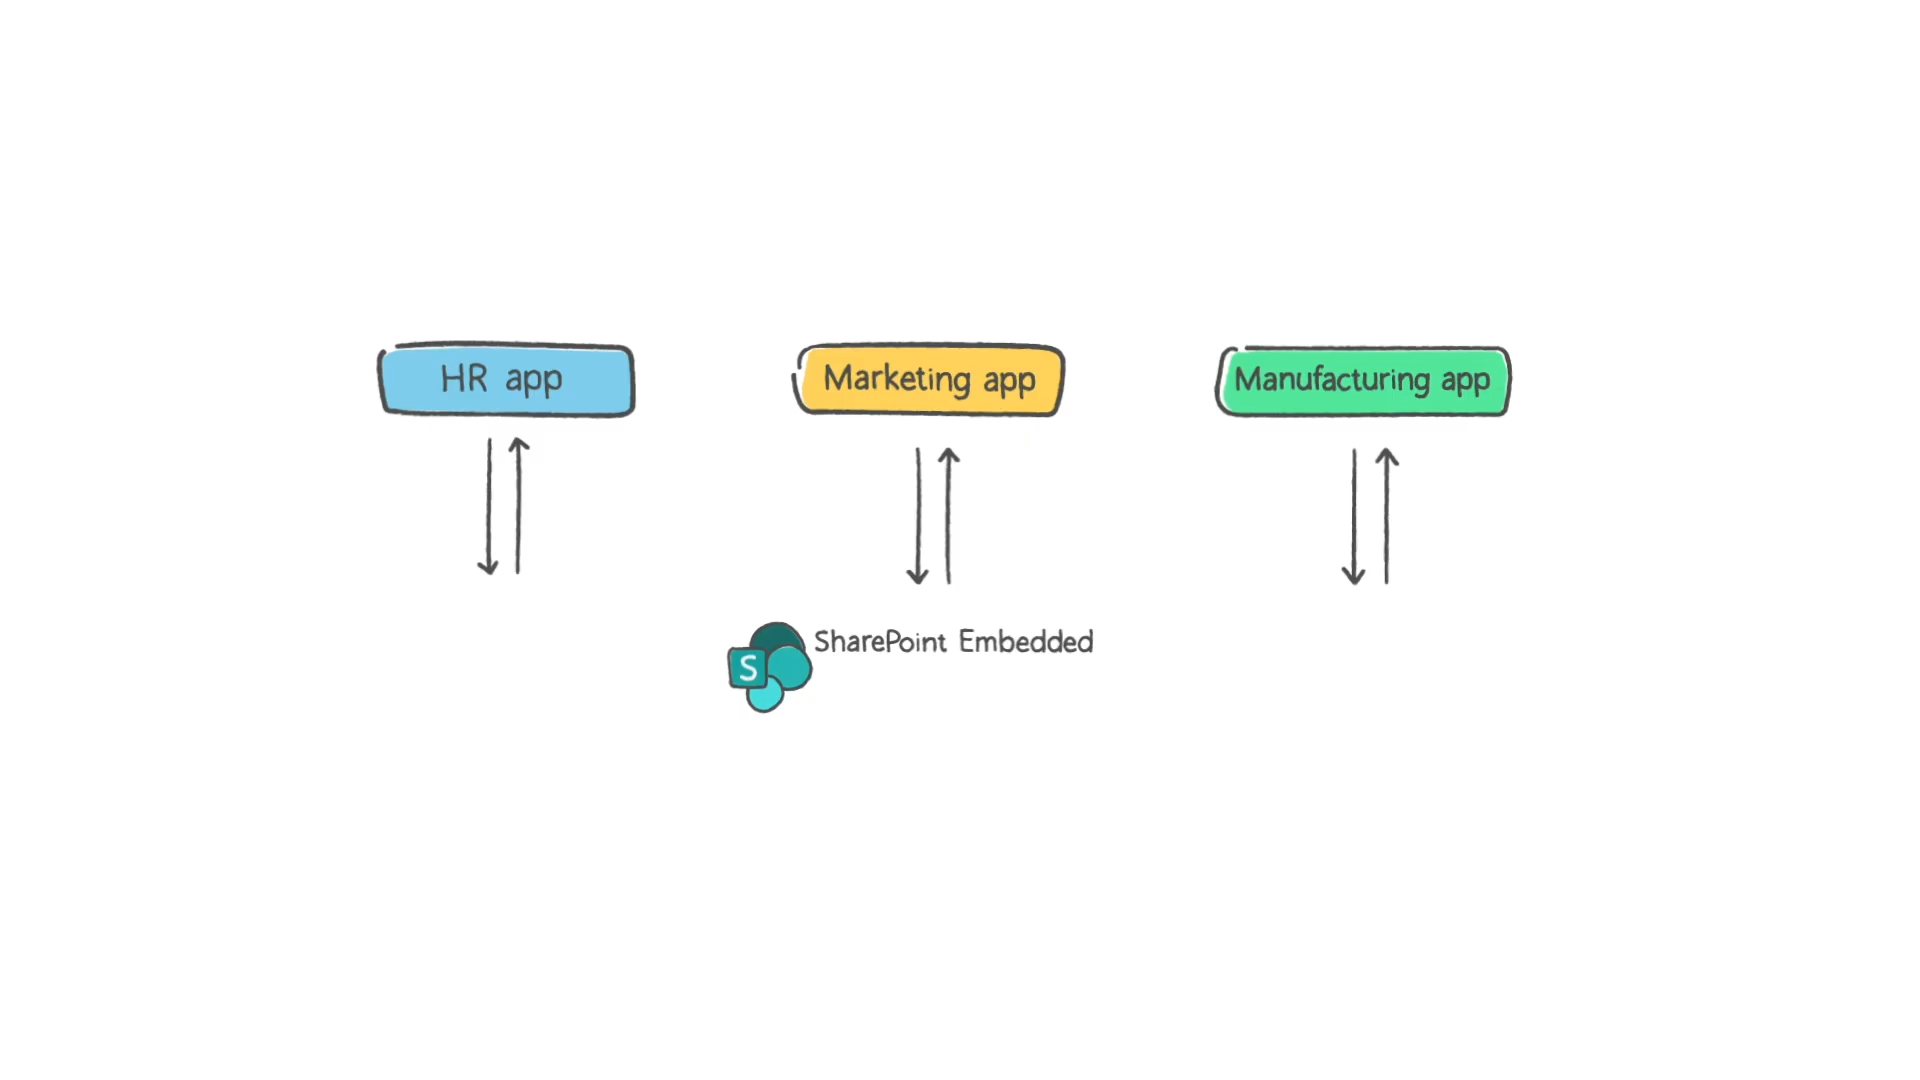 HR app
Marketing app
Manufacturing app
SharePoint Embedded
S